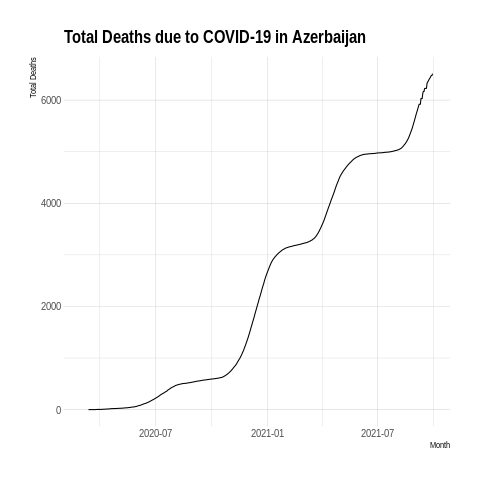 Total Deaths due to COVID-19 in Azerbaijan
Total Deaths
6000
4000
2000
0
2020-07
2021-01
2021-07
Month